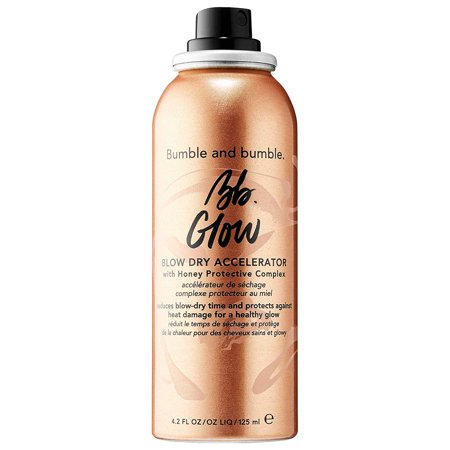 Bumble and bumble.
Bb.
Glow
BLOW DRY ACCELERATOR
with Honey Protective Complex
accélérateur de séchage
complexe protecteur au miel
reduces blow-dry time and protects against
heat damage for a healthy glow
réduit le temps de séchage et protège
de la chaleur pour des cheveux sains et glowy
4.2 FL OZ/OZ LIQ/125 ml ℮